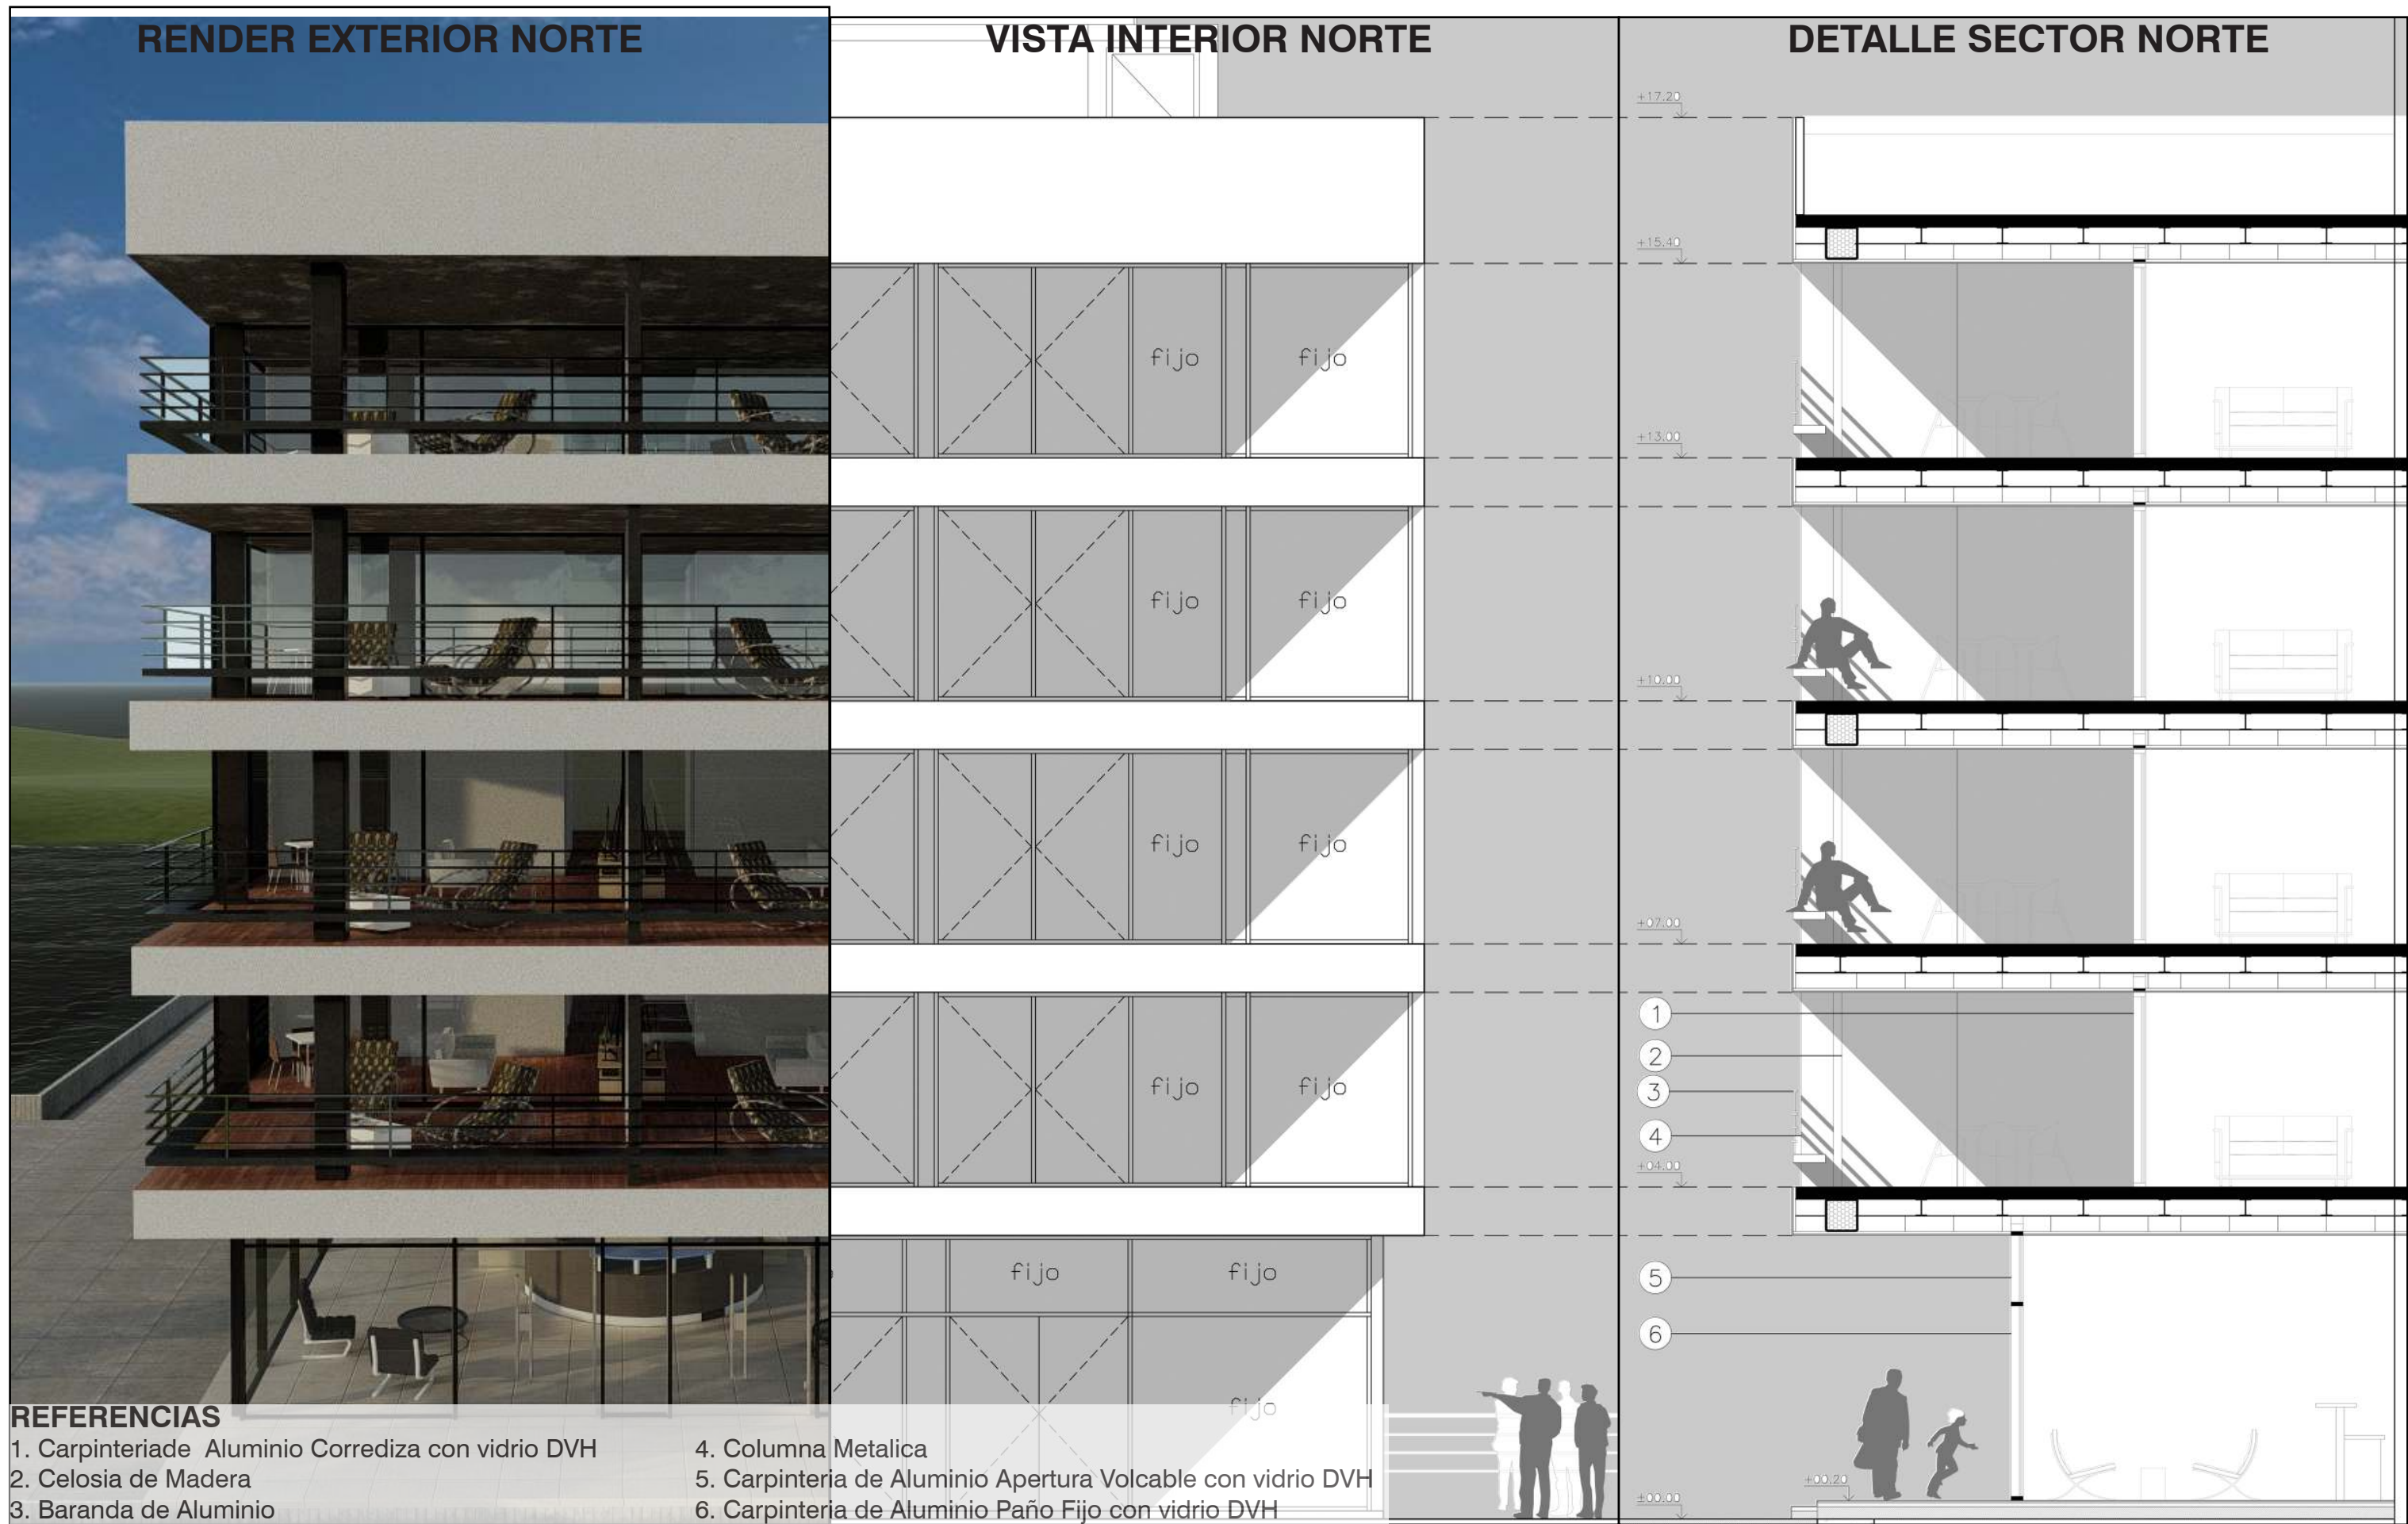 RENDER EXTERIOR NORTE
VISTA INTERIOR NORTE
DETALLE SECTOR NORTE
+17.20
+15.40
fijo fijo
+13.00
fijo fijo
+10.00
fijo fijo
+07.00
1
2
fijo fijo
3
4
+04.00
fijo fijo
5
6
fijo
+00.20
+00.00
REFERENCIAS
1. Carpinteriade Aluminio Corrediza con vidrio DVH
2. Celosia de Madera
3. Baranda de Aluminio
4. Columna Metalica
5. Carpinteria de Aluminio Apertura Volcable con vidrio DVH
6. Carpinteria de Aluminio Paño Fijo con vidrio DVH